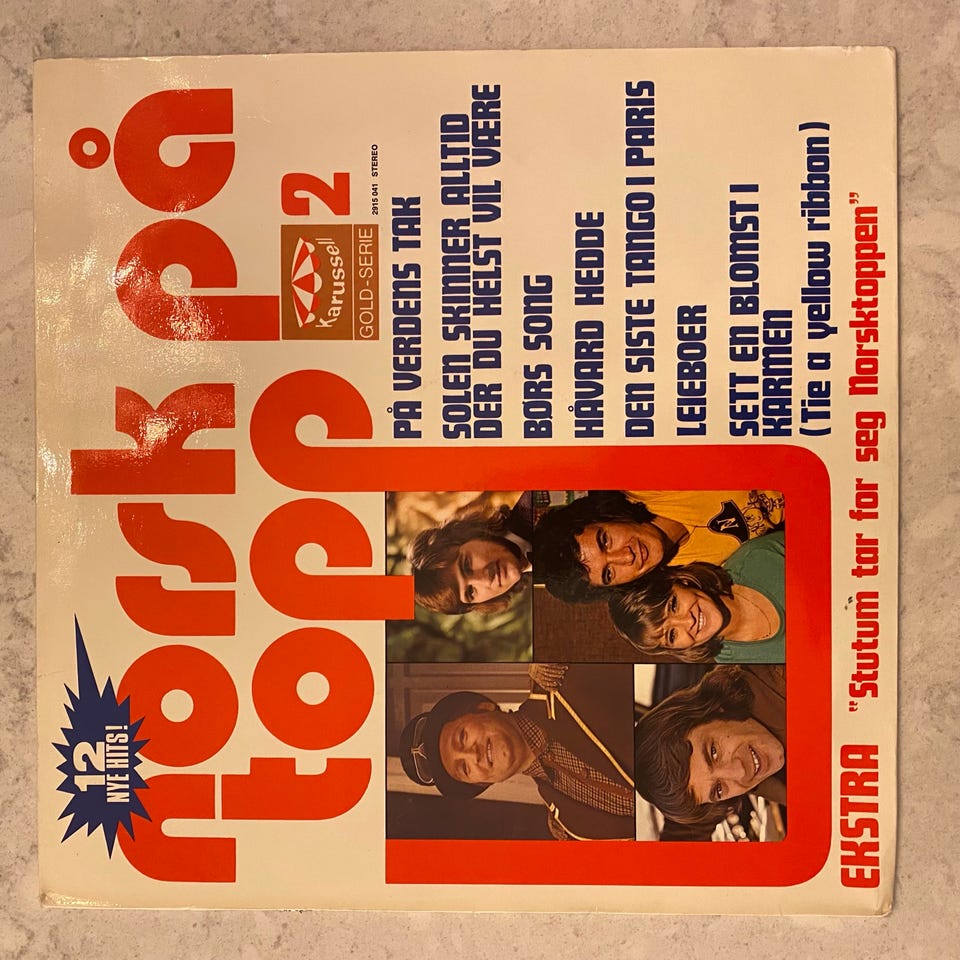 12
NYE HITS!
norsk på
topp 2
Karussell
GOLD-SERIE
2915 041 STEREO
PÅ VERDENS TAK
SOLEN SKINNER ALLTID
DER DU HELST VIL VÆRE
BØRS SONG
HÅVARD HEDDE
DEN SISTE TANGO I PARIS
LEIEBOER
SETT EN BLOMST I
KARMEN
(Tie a yellow ribbon)
EKSTRA "Stutum tar for seg Norsktoppen"
N